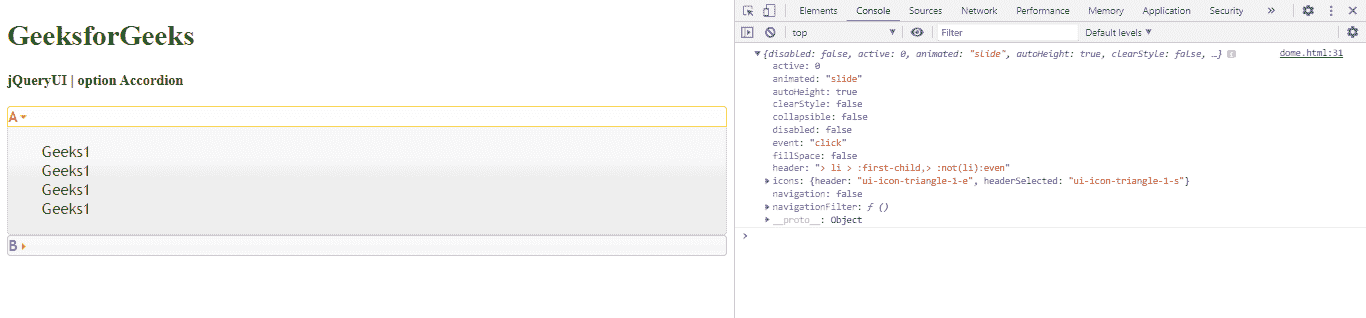 GeeksforGeeks
jQueryUI | option Accordion
A
Geeks1
Geeks1
Geeks1
Geeks1
B
Elements Console Sources Network Performance Memory Application Security »
top Filter Default levels
{disabled: false, active: 0, animated: "slide", autoHeight: true, clearStyle: false, …} i dome.html:31
active: 0
animated: "slide"
autoHeight: true
clearStyle: false
collapsible: false
disabled: false
event: "click"
fillSpace: false
header: "> li > :first-child,> :not(li):even"
icons: {header: "ui-icon-triangle-1-e", headerSelected: "ui-icon-triangle-1-s"}
navigation: false
navigationFilter: ƒ ()
__proto__: Object